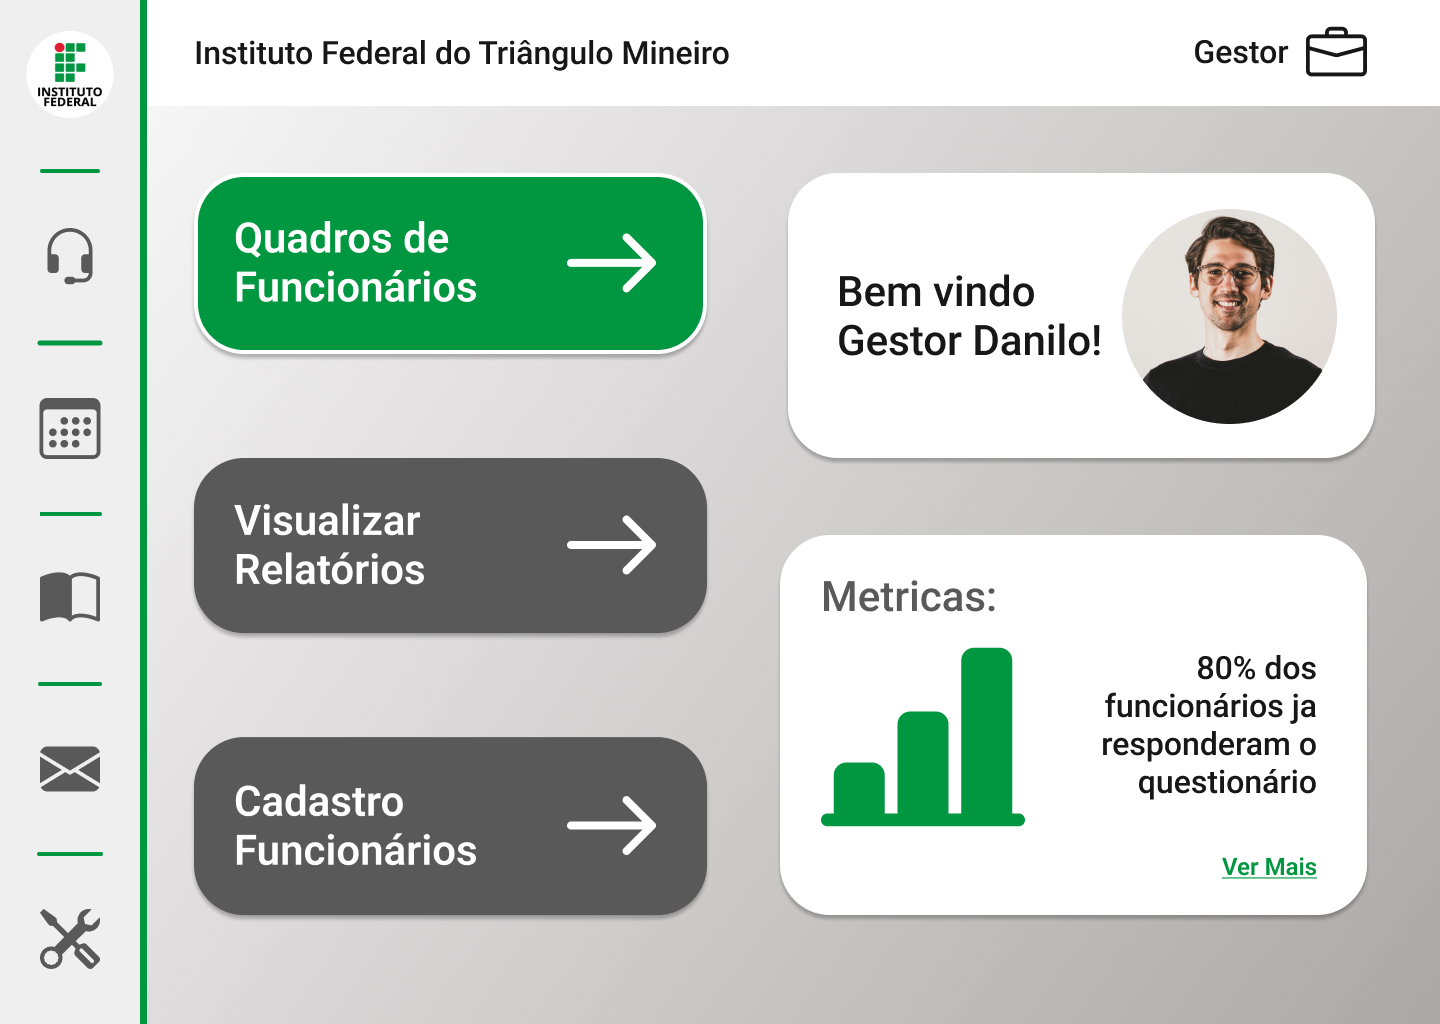 INSTITUTO
FEDERAL
Instituto Federal do Triângulo Mineiro
Gestor
Quadros de
Funcionários
Bem vindo
Gestor Danilo!
Visualizar
Relatórios
Metricas:
80% dos
funcionários ja
responderam o
questionário
Ver Mais
Cadastro
Funcionários